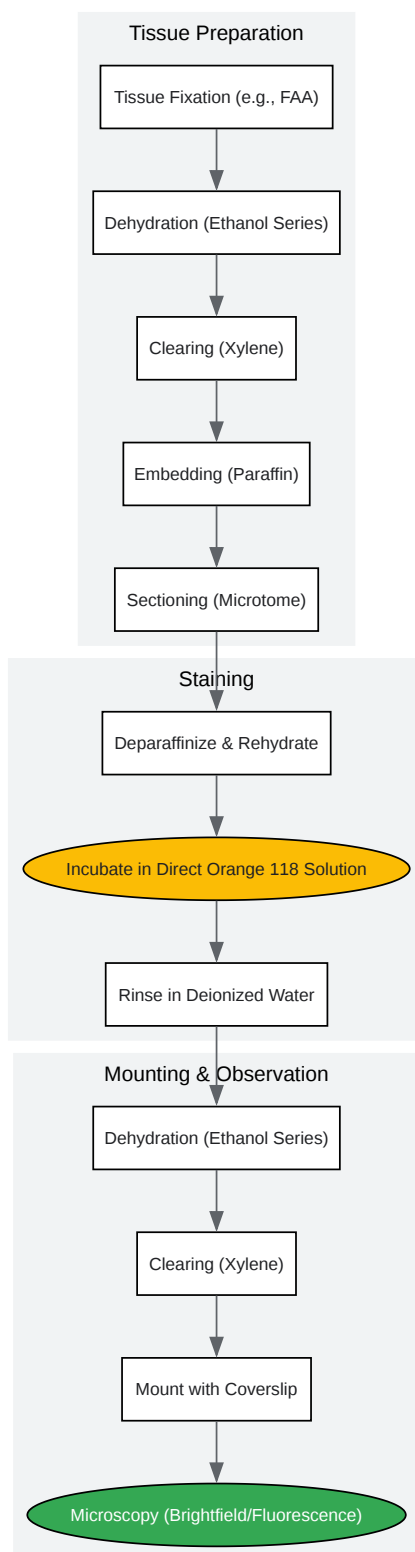 Tissue Preparation
Tissue Fixation (e.g., FAA)
Dehydration (Ethanol Series)
Clearing (Xylene)
Embedding (Paraffin)
Sectioning (Microtome)
Staining
Deparaffinize & Rehydrate
Incubate in Direct Orange 118 Solution
Rinse in Deionized Water
Mounting & Observation
Dehydration (Ethanol Series)
Clearing (Xylene)
Mount with Coverslip
Microscopy (Brightfield/Fluorescence)